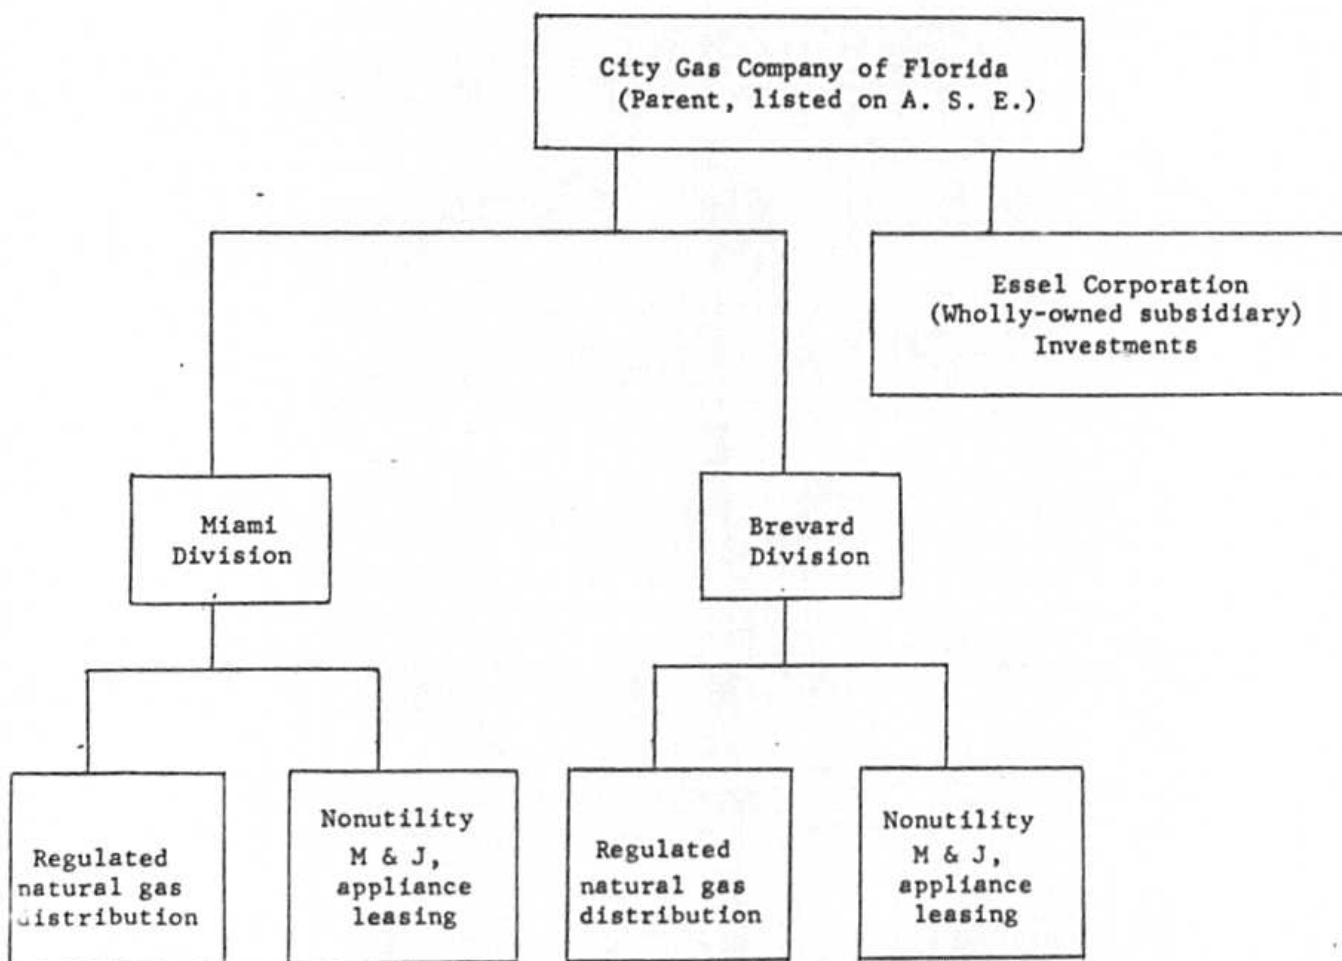 City Gas Company of Florida
(Parent, listed on A. S. E.)
Essel Corporation
(Wholly-owned subsidiary)
Investments
Miami
Division
Brevard
Division
Regulated
natural gas
distribution
Nonutility
M & J,
appliance
leasing
Regulated
natural gas
distribution
Nonutility
M & J,
appliance
leasing